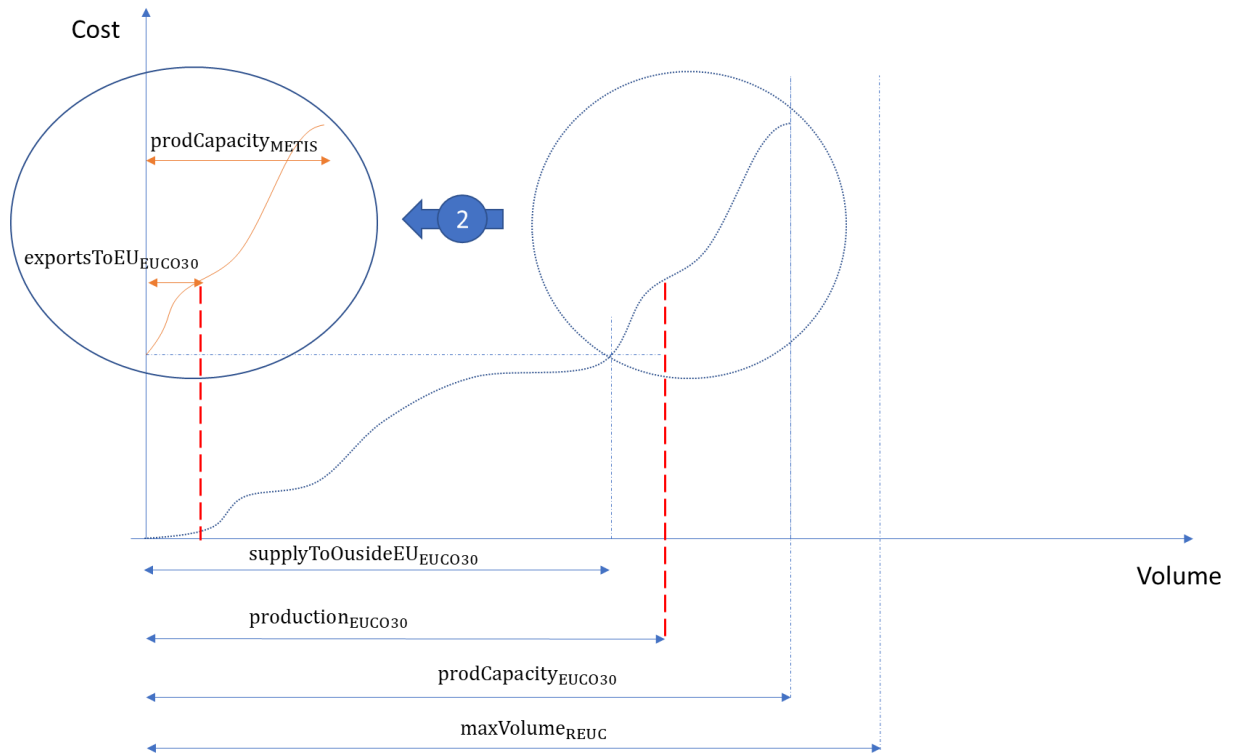 Cost
prodCapacityMETIS
2
exportsToEUEUCO30
supplyToOusideEUEUCO30
Volume
productionEUCO30
prodCapacityEUCO30
maxVolumeREUC